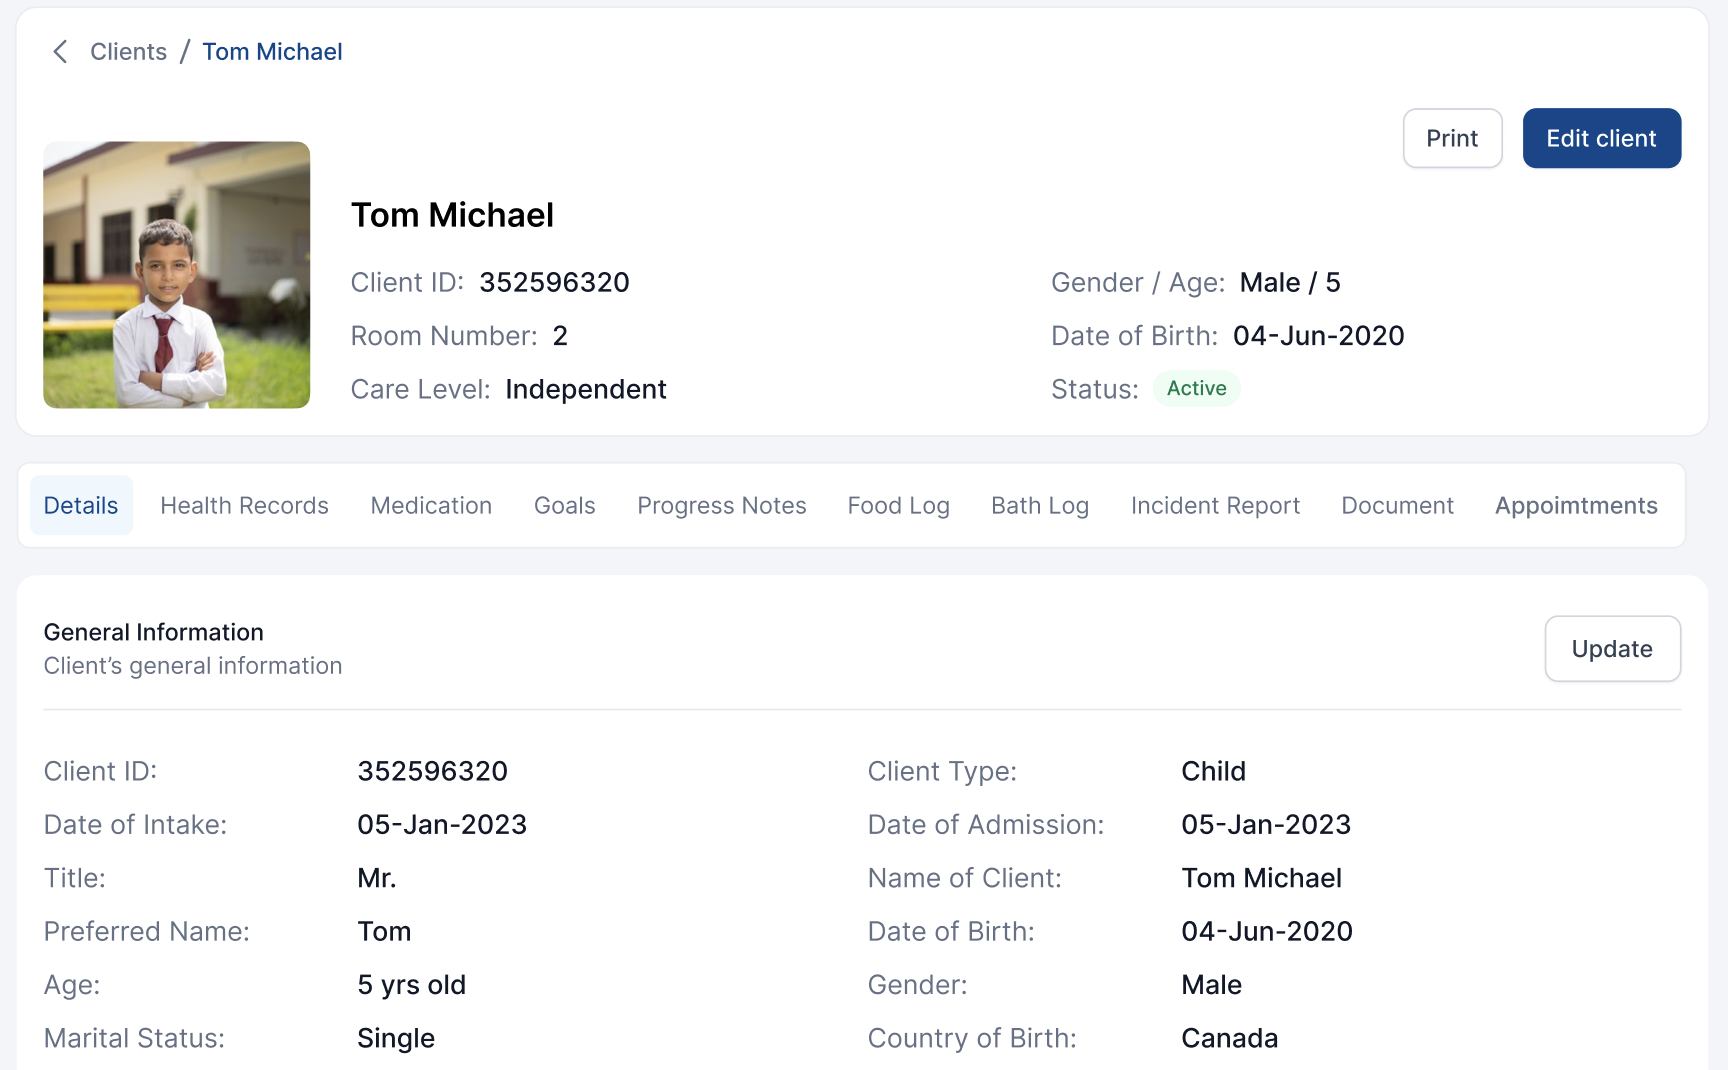 Clients / Tom Michael
Print
Edit client
Tom Michael
Client ID: 352596320
Gender / Age: Male / 5
Room Number: 2
Date of Birth: 04-Jun-2020
Care Level: Independent
Status: Active
Details Health Records Medication Goals Progress Notes Food Log Bath Log Incident Report Document Appoimtments
General Information
Client’s general information
Update
Client ID: 352596320
Client Type: Child
Date of Intake: 05-Jan-2023
Date of Admission: 05-Jan-2023
Title: Mr.
Name of Client: Tom Michael
Preferred Name: Tom
Date of Birth: 04-Jun-2020
Age: 5 yrs old
Gender: Male
Marital Status: Single
Country of Birth: Canada